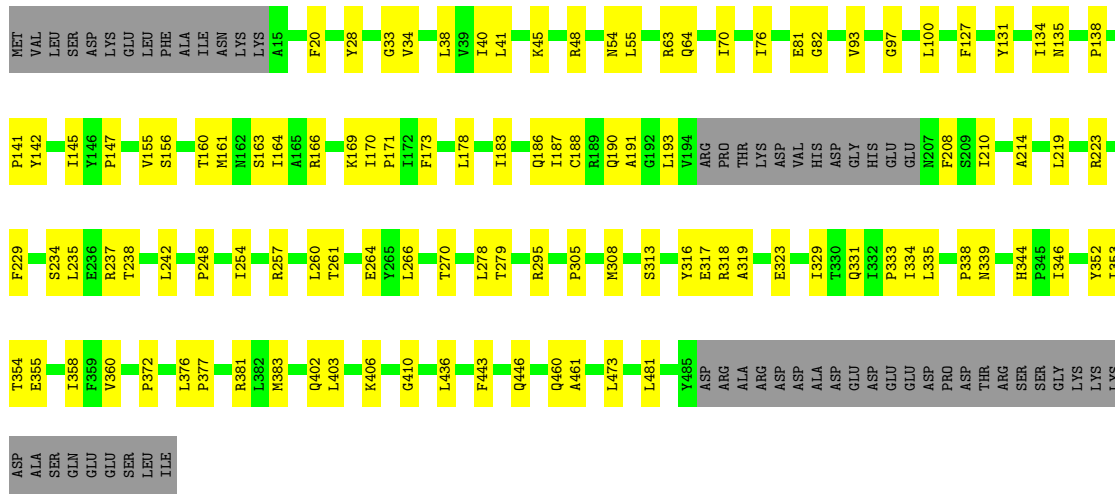 MET VAL LEU SER ASP LYS GLU LEU PHE ALA ILE ASN LYS LYS A15 F20 Y28 G33 V34 L38 V39 I40 L41 K45 R48 N54 L55 R63 Q64 I70 I76 E81 G82 V93 G97 L100 F127 Y131 I134 N135 P138
P141 Y142 I145 Y146 P147 V155 S156 T160 M161 N162 S163 I164 A165 R166 K169 I170 P171 I172 F173 L178 I183 Q186 I187 C188 R189 Q190 A191 G192 L193 V194 ARG PRO THR LYS ASP VAL HIS ASP GLY HIS GLU GLU N207 F208 S209 I210 A214 L219 R223
F229 S234 L235 E236 R237 T238 L242 P248 I254 R257 L260 T261 E264 Y265 L266 T270 L278 T279 R295 P305 M308 S313 Y316 E317 R318 A319 E323 I329 T330 Q331 I332 P333 I334 L335 P338 N339 H344 P345 I346 Y352
T354 E355 I358 F359 V360 P372 L376 P377 R381 L382 M383 Q402 L403 K406 G410 L436 F443 Q446 Q460 A461 L473 L481 Y485 ASP ARG ALA ARG ASP ASP ALA ASP GLU ASP GLU GLU ASP PRO ASP THR ARG SER SER GLY LYS LYS LYS
ASP ALA SER GLN GLU GLU SER LEU ILE